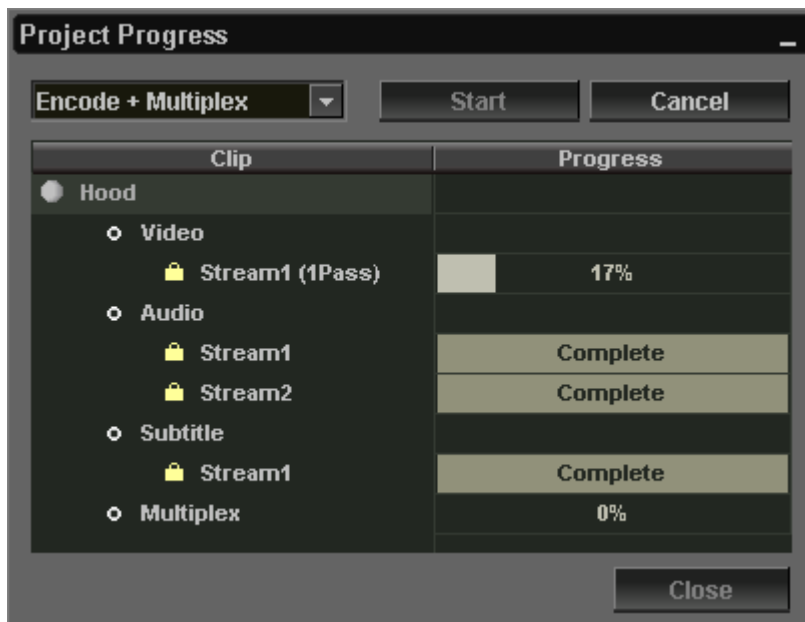 Project Progress
Encode + Multiplex Start Cancel
Clip Progress
Hood
Video
Stream1 (1Pass) 17%
Audio
Stream1 Complete
Stream2 Complete
Subtitle
Stream1 Complete
Multiplex 0%
Close